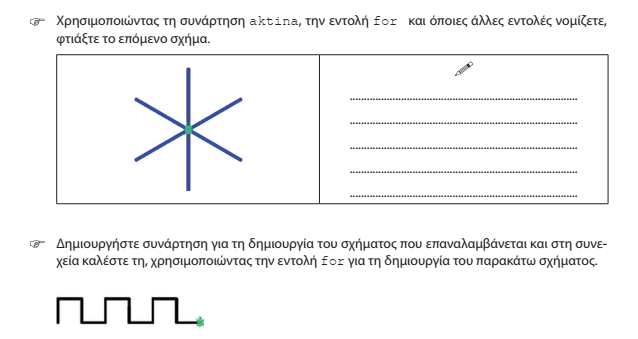 ☞ Χρησιμοποιώντας τη συνάρτηση aktina, την εντολή for και όποιες άλλες εντολές νομίζετε,
φτιάξτε το επόμενο σχήμα.
☞ Δημιουργήστε συνάρτηση για τη δημιουργία του σχήματος που επαναλαμβάνεται και στη συνε-
χεία καλέστε τη, χρησιμοποιώντας την εντολή for για τη δημιουργία του παρακάτω σχήματος.